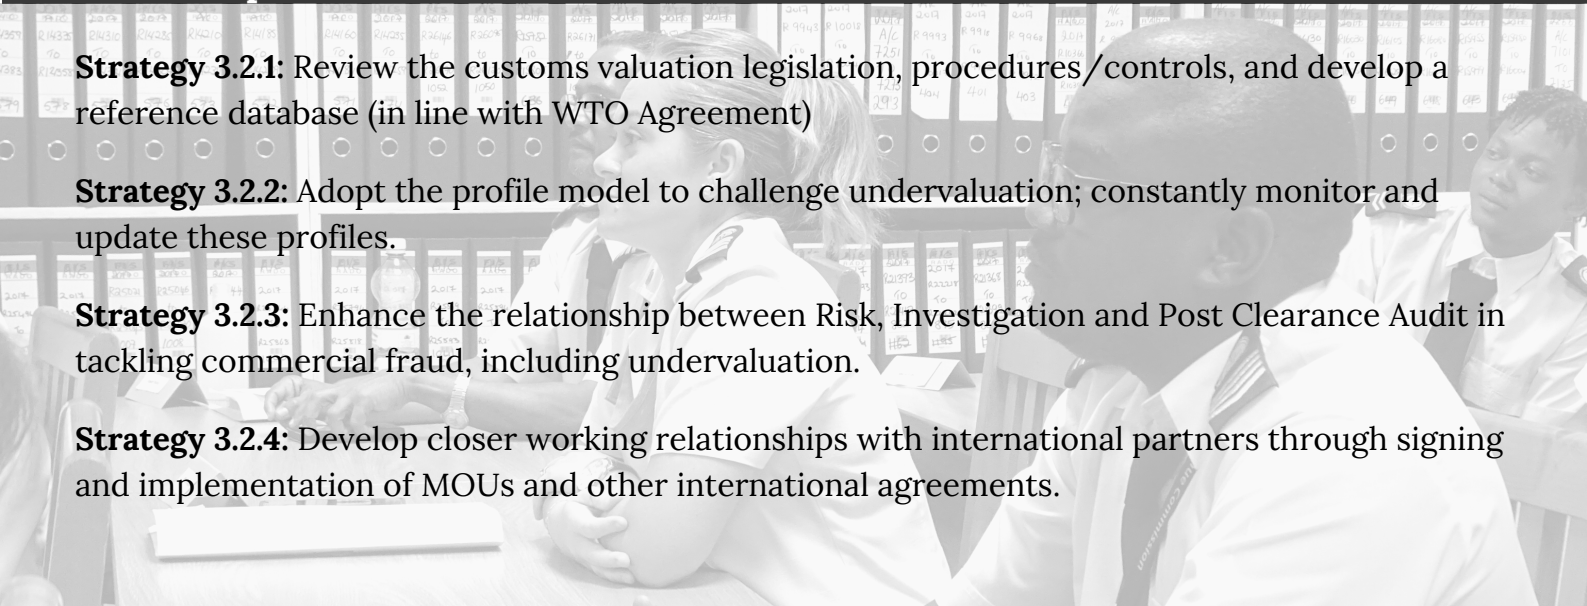 Strategy 3.2.1: Review the customs valuation legislation, procedures/controls, and develop a
reference database (in line with WTO Agreement)
Strategy 3.2.2: Adopt the profile model to challenge undervaluation; constantly monitor and
update these profiles.
Strategy 3.2.3: Enhance the relationship between Risk, Investigation and Post Clearance Audit in
tackling commercial fraud, including undervaluation.
Strategy 3.2.4: Develop closer working relationships with international partners through signing
and implementation of MOUs and other international agreements.